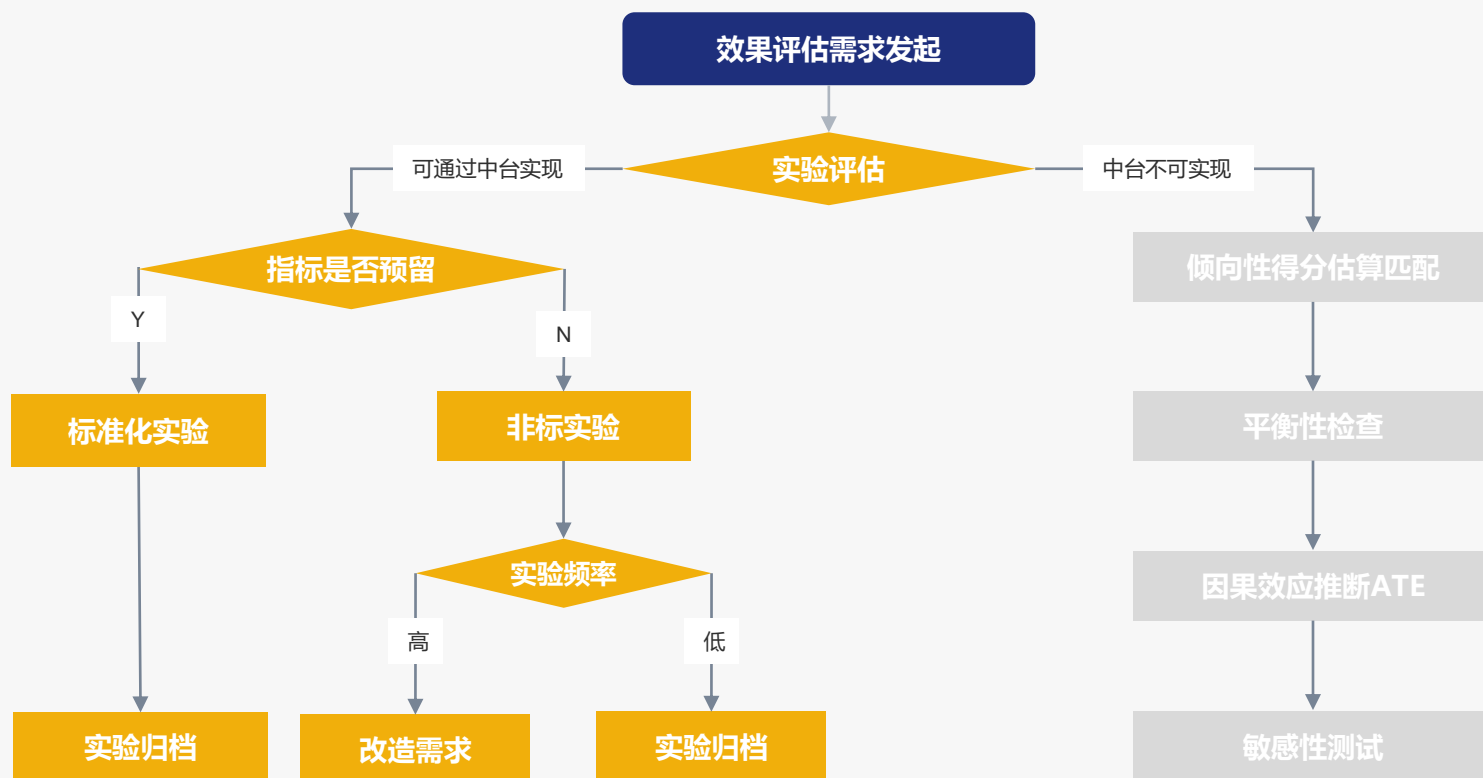 效果评估需求发起
可通过中台实现
实验评估
中台不可实现
指标是否预留
倾向性得分估算匹配
Y
N
标准化实验
非标实验
平衡性检查
实验频率
因果效应推断ATE
高
低
实验归档
改造需求
实验归档
敏感性测试